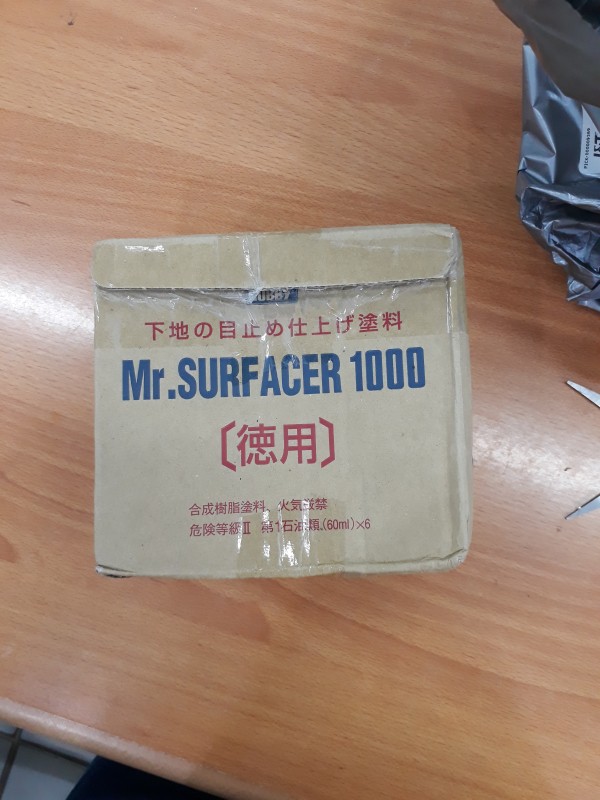 HOBBY
下地の目止め仕上げ塗料
Mr.SURFACER 1000
〔徳用〕
合成樹脂塗料、火気厳禁
危険等級Ⅱ 第1石油類、(60ml)×6